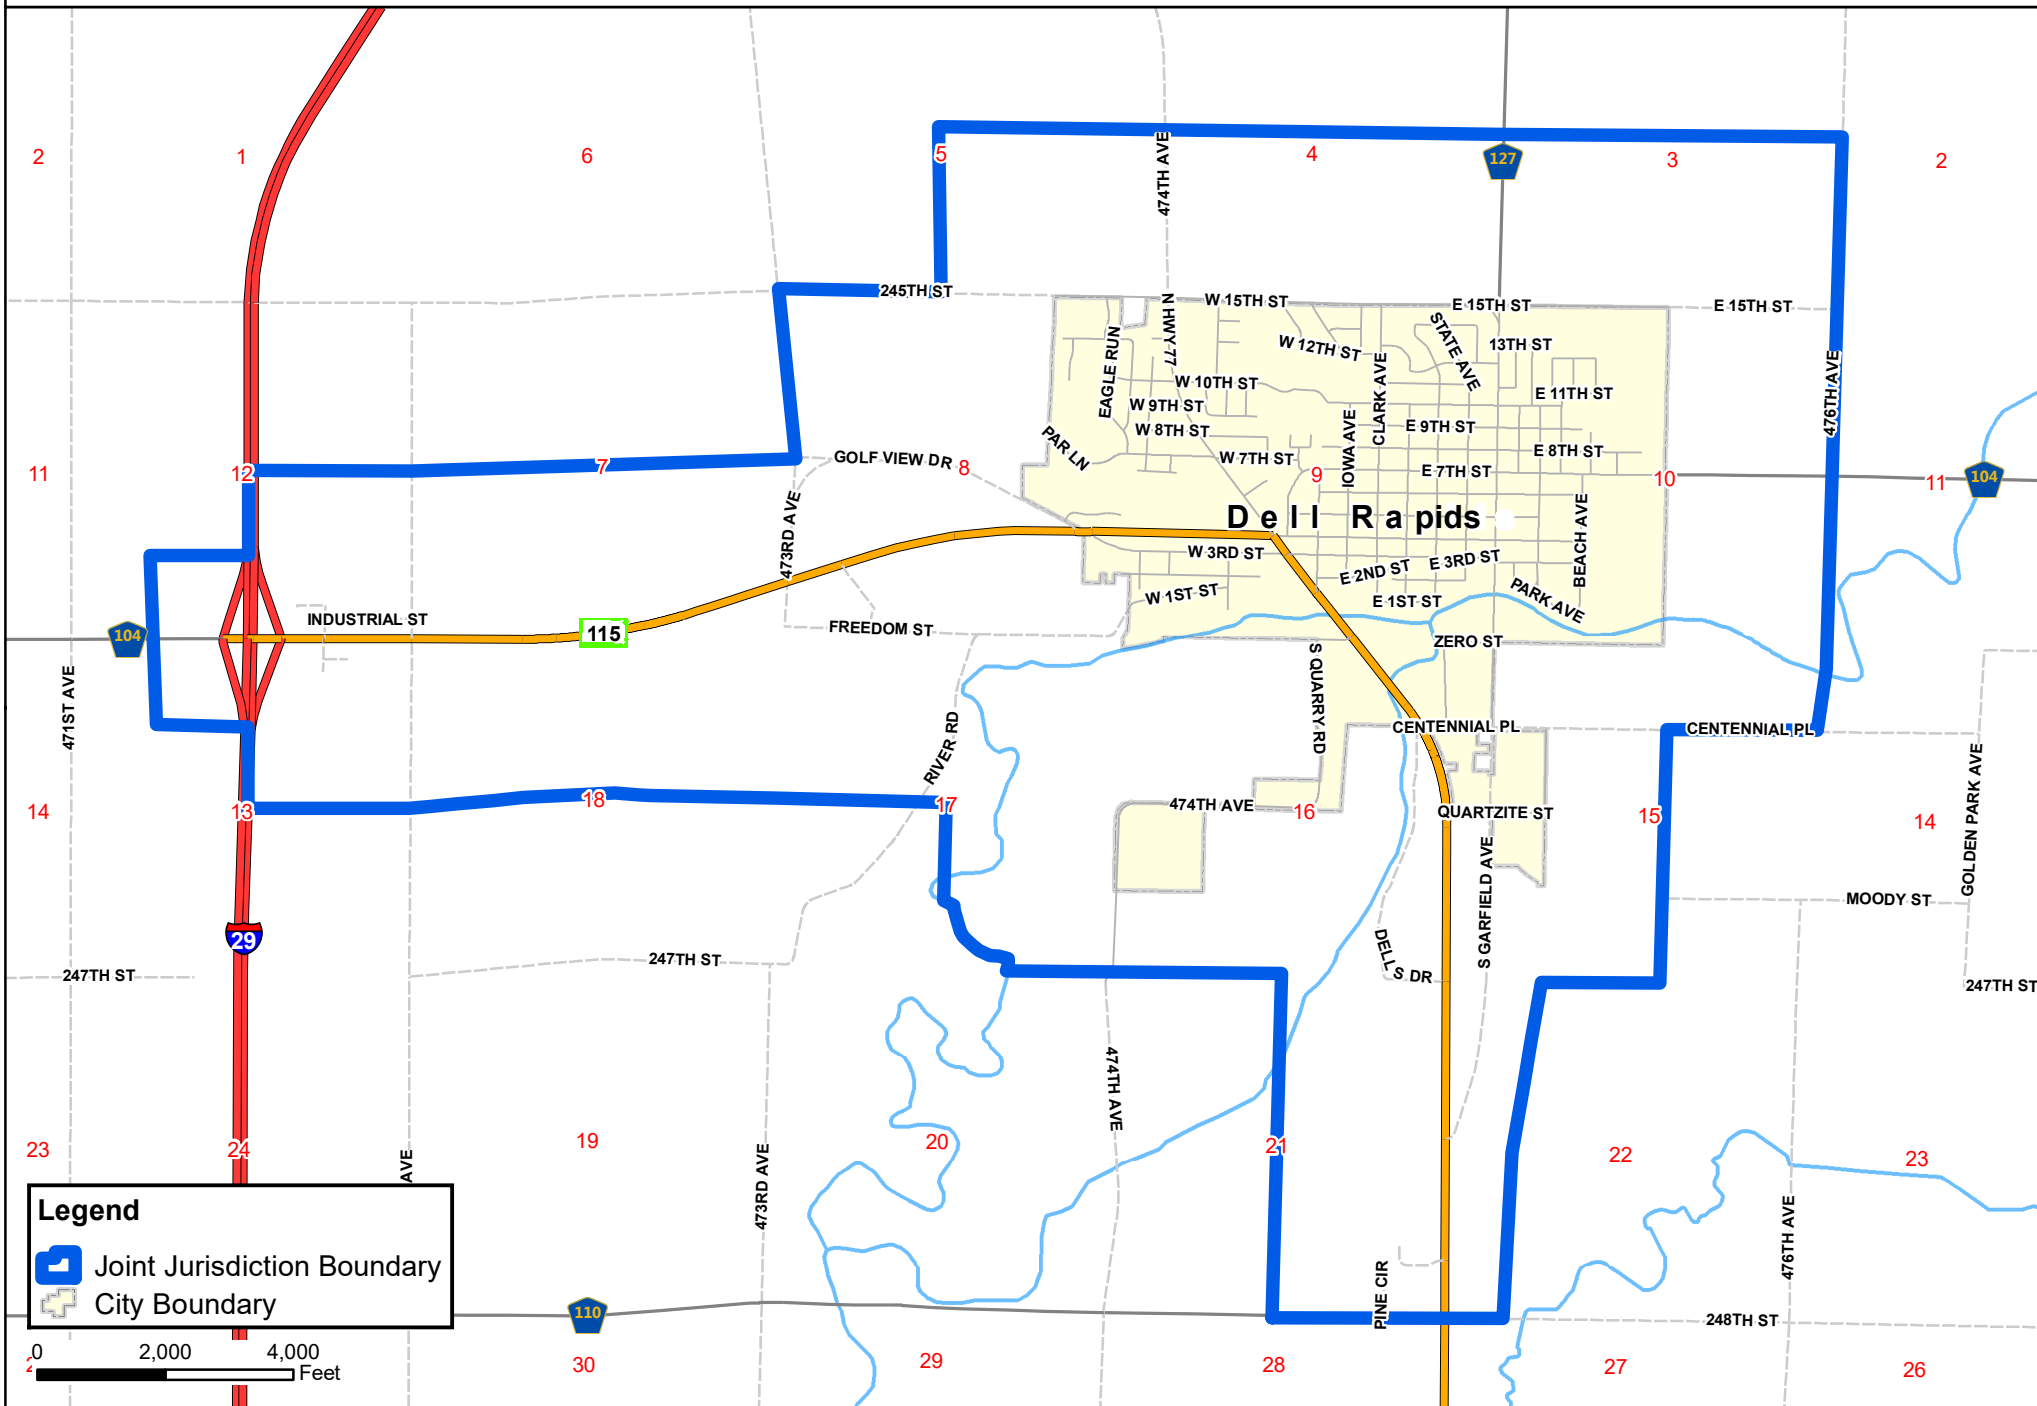 2
1
6
5
474TH AVE
4
127
3
2
245TH ST
N HWY 77
W 15TH ST
E 15TH ST
E 15TH ST
EAGLE RUN
W 12TH ST
STATE AVE
13TH ST
W 10TH ST
CLARK AVE
E 11TH ST
476TH AVE
W 9TH ST
W 8TH ST
IOWA AVE
E 9TH ST
PAR LN
E 8TH ST
GOLF VIEW DR
W 7TH ST
E 7TH ST
11
12
7
8
9
10
11
104
473RD AVE
Dell Rapids
BEACH AVE
W 3RD ST
E 2ND ST
E 3RD ST
W 1ST ST
E 1ST ST
PARK AVE
104
INDUSTRIAL ST
115
FREEDOM ST
ZERO ST
471ST AVE
S QUARRY RD
RIVER RD
CENTENNIAL PL
CENTENNIAL PL
GOLDEN PARK AVE
14
13
18
17
474TH AVE
16
QUARTZITE ST
15
14
S GARFIELD AVE
MOODY ST
29
DELLS DR
247TH ST
247TH ST
247TH ST
474TH AVE
23
24
AVE
19
473RD AVE
20
21
22
23
476TH AVE
Legend
Joint Jurisdiction Boundary
City Boundary
110
PINE CIR
248TH ST
0 2,000 4,000
Feet
30
29
28
27
26